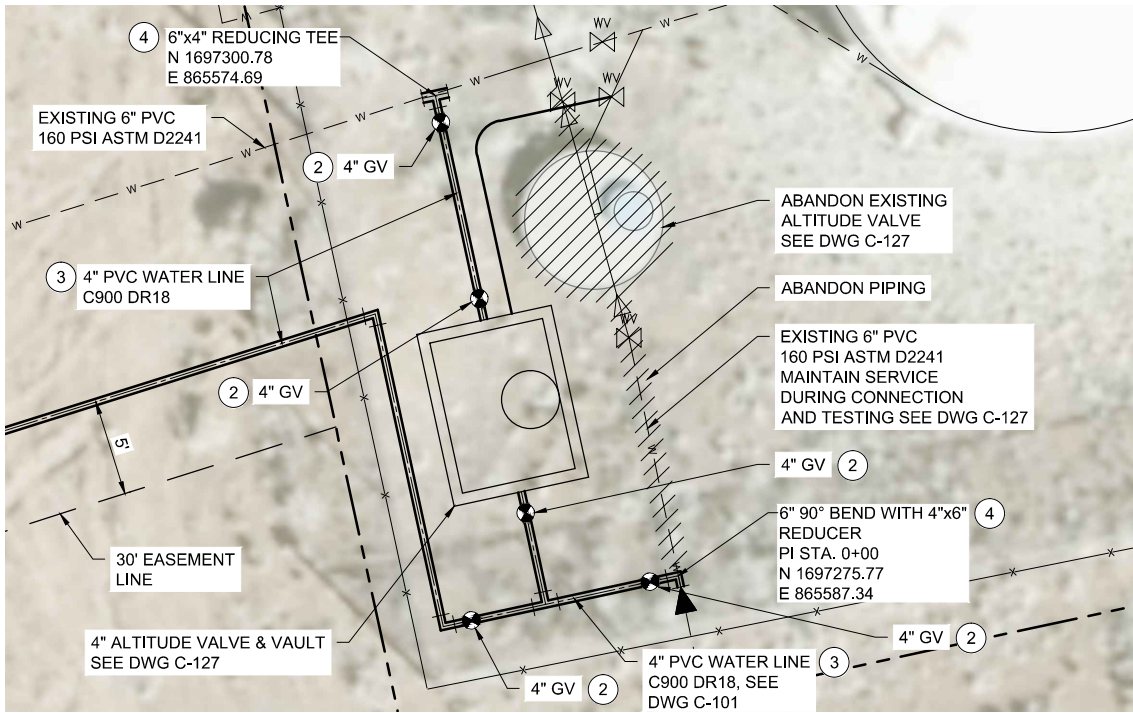 4 6"x4" REDUCING TEE
N 1697300.78
E 865574.69
EXISTING 6" PVC
160 PSI ASTM D2241
2 4" GV
3 4" PVC WATER LINE
C900 DR18
2 4" GV
5'
30' EASEMENT
LINE
4" ALTITUDE VALVE & VAULT
SEE DWG C-127
4" GV 2
4" PVC WATER LINE 3
C900 DR18, SEE
DWG C-101
4" GV 2
6" 90° BEND WITH 4"x6" 4
REDUCER
PI STA. 0+00
N 1697275.77
E 865587.34
4" GV 2
EXISTING 6" PVC
160 PSI ASTM D2241
MAINTAIN SERVICE
DURING CONNECTION
AND TESTING SEE DWG C-127
ABANDON PIPING
ABANDON EXISTING
ALTITUDE VALVE
SEE DWG C-127
WV
WV
WV
WV
W
W
W
W
W
W
W
W
W